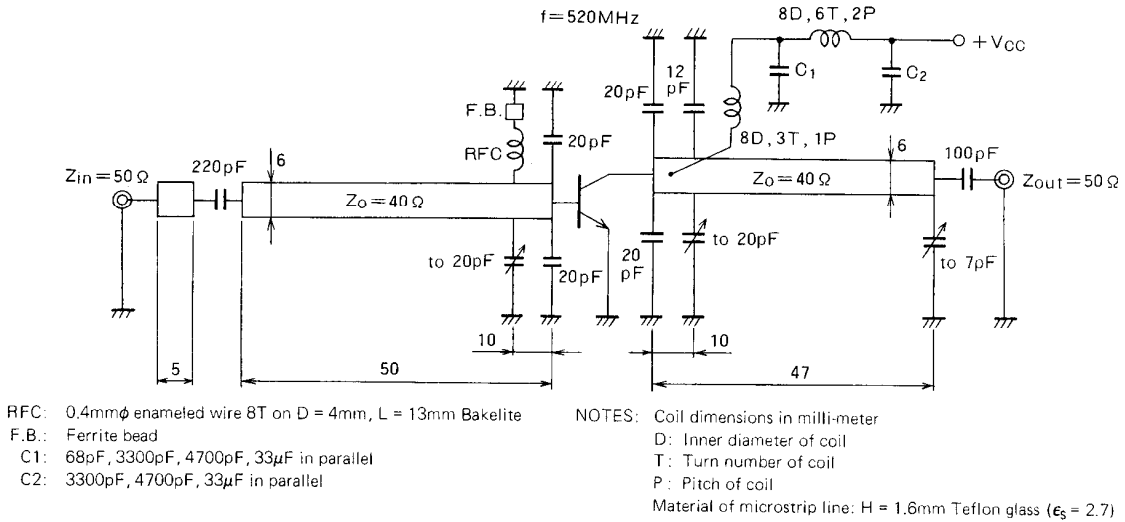 f=520MHz
8D, 6T, 2P
+VCC
C1
C2
12
pF
20pF
F.B.
RFC
20pF
8D, 3T, 1P
Zin=50Ω
220pF
6
Zo=40Ω
6
Zo=40Ω
100pF
Zout=50Ω
to 20pF
20pF
20
pF
to 20pF
to 7pF
10
10
5
50
47
RFC: 0.4mmφ enameled wire 8T on D = 4mm, L = 13mm Bakelite
F.B.: Ferrite bead
C1: 68pF, 3300pF, 4700pF, 33μF in parallel
C2: 3300pF, 4700pF, 33μF in parallel
NOTES: Coil dimensions in milli-meter
D: Inner diameter of coil
T: Turn number of coil
P: Pitch of coil
Material of microstrip line: H = 1.6mm Teflon glass (εs = 2.7)